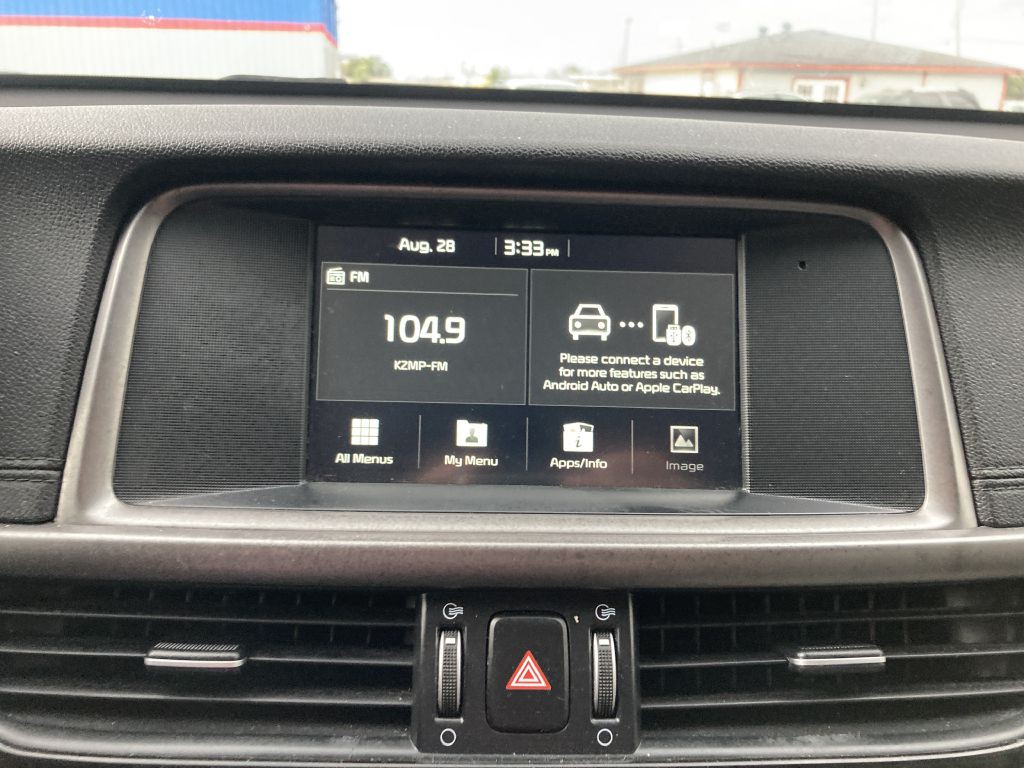 Aug. 28
3:33 PM
FM
104.9
KZMP-FM
Please connect a device
for more features such as
Android Auto or Apple CarPlay.
All Menus
My Menu
Apps/Info
Image